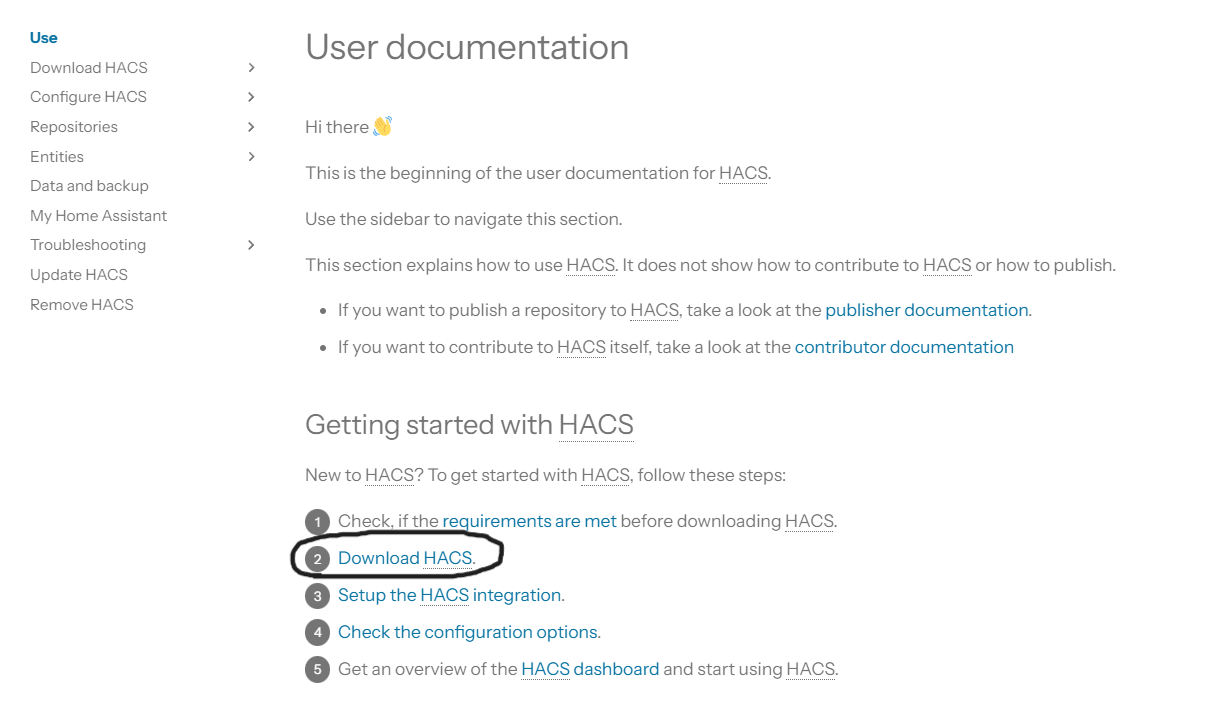 Use
Download HACS
Configure HACS
Repositories
Entities
Data and backup
My Home Assistant
Troubleshooting
Update HACS
Remove HACS
User documentation
Hi there 👋
This is the beginning of the user documentation for HACS.
Use the sidebar to navigate this section.
This section explains how to use HACS. It does not show how to contribute to HACS or how to publish.
• If you want to publish a repository to HACS, take a look at the publisher documentation.
• If you want to contribute to HACS itself, take a look at the contributor documentation
Getting started with HACS
New to HACS? To get started with HACS, follow these steps:
1 Check, if the requirements are met before downloading HACS.
2 Download HACS.
3 Setup the HACS integration.
4 Check the configuration options.
5 Get an overview of the HACS dashboard and start using HACS.